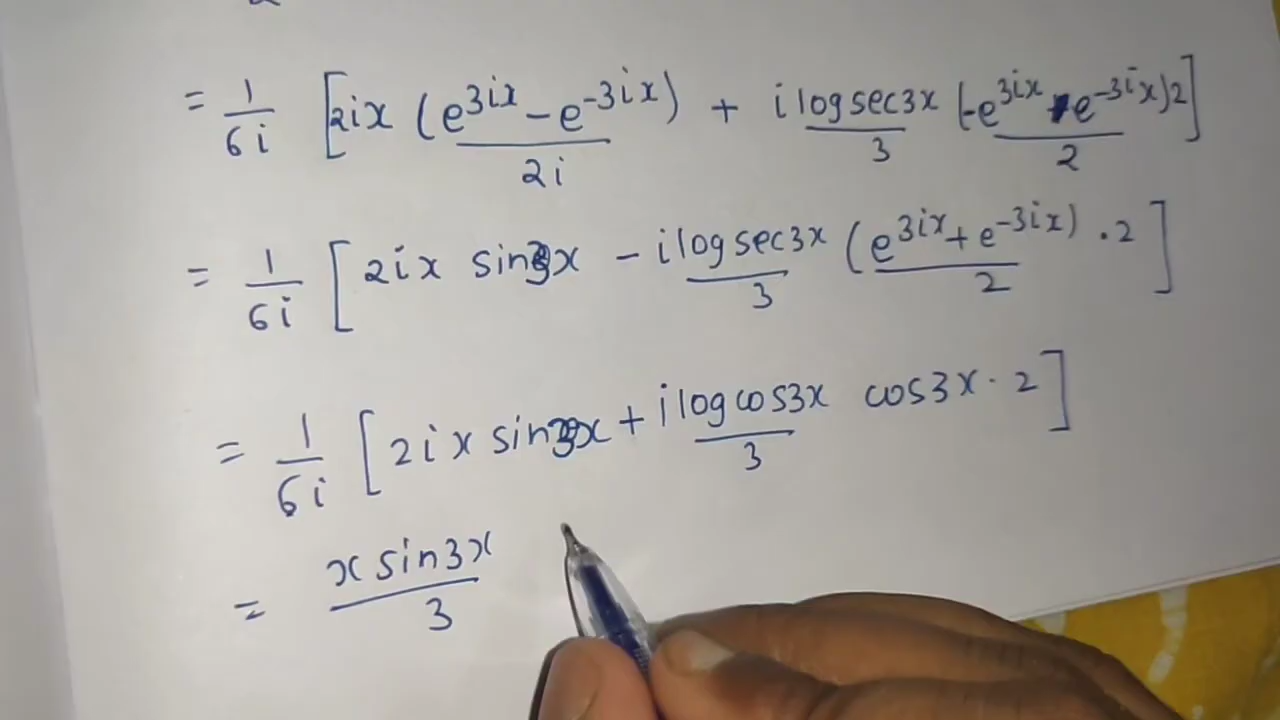 = 1/6i [2ix (e^3ix − e^-3ix)/2i + i log sec3x/3 (-e^3ix - e^-3ix)2/2]
= 1/6i [2ix sin3x − i log sec3x/3 (e^3ix + e^-3ix)/2 · 2]
= 1/6i [2ix sin3x + i log cos3x/3 cos3x · 2]
= x sin3x/3